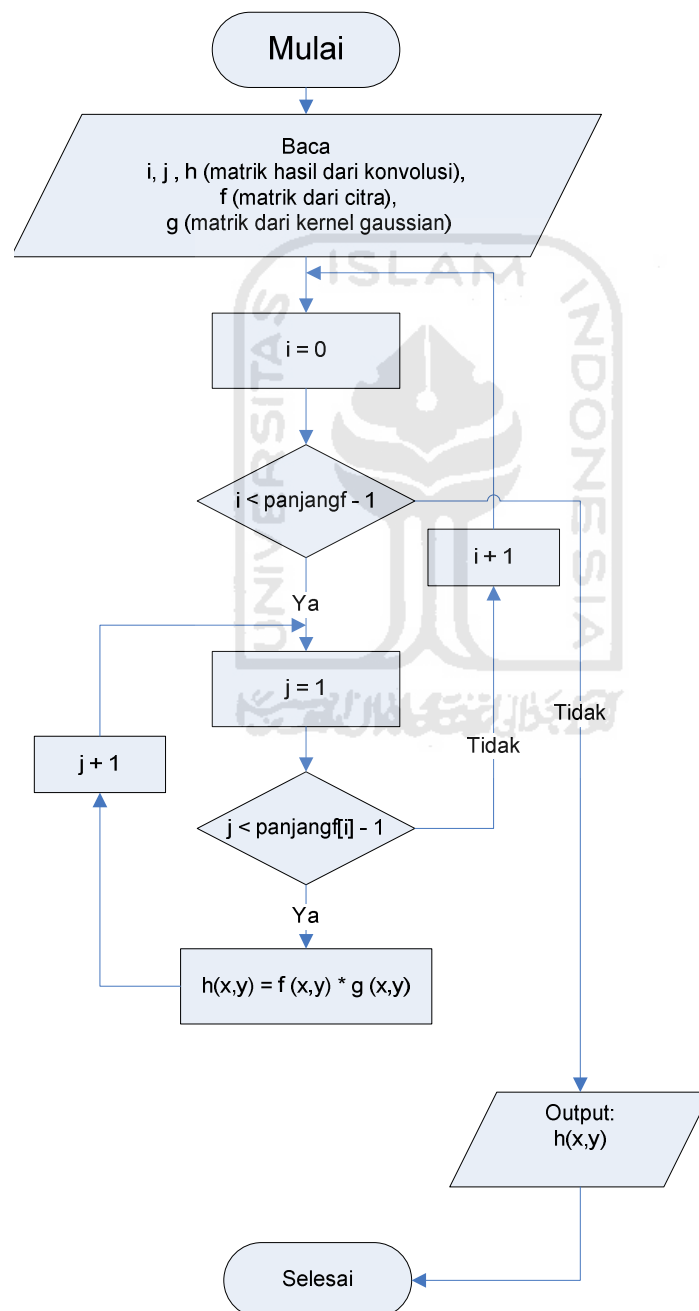 Mulai
Baca
i, j , h (matrik hasil dari konvolusi),
f (matrik dari citra),
g (matrik dari kernel gaussian)
ISLAM
UNIVERSITAS
INDONESIA
i = 0
i < panjangf - 1
i + 1
Ya
j = 1
Tidak
Tidak
j + 1
j < panjangf[i] - 1
Ya
h(x,y) = f (x,y) * g (x,y)
Output:
h(x,y)
Selesai